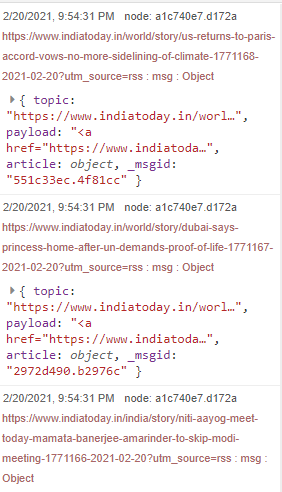 2/20/2021, 9:54:31 PM node: a1c740e7.d172a
https://www.indiatoday.in/world/story/us-returns-to-paris-
accord-vows-no-more-sidelining-of-climate-1771168-
2021-02-20?utm_source=rss : msg : Object
{ topic:
"https://www.indiatoday.in/worl…",
payload: "<a
href="https://www.indiatoda…",
article: object, _msgid:
"551c33ec.4f81cc" }
2/20/2021, 9:54:31 PM node: a1c740e7.d172a
https://www.indiatoday.in/world/story/dubai-says-
princess-home-after-un-demands-proof-of-life-1771167-
2021-02-20?utm_source=rss : msg : Object
{ topic:
"https://www.indiatoday.in/worl…",
payload: "<a
href="https://www.indiatoda…",
article: object, _msgid:
"2972d490.b2976c" }
2/20/2021, 9:54:31 PM node: a1c740e7.d172a
https://www.indiatoday.in/india/story/niti-aayog-meet-
today-mamata-banerjee-amarinder-to-skip-modi-
meeting-1771166-2021-02-20?utm_source=rss : msg :
Object